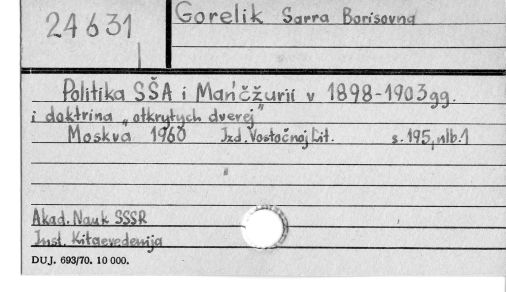 24631
Gorelik Sarra Borisovna
Politika SŠA i Mańčžurii v 1898-1903gg.
i doktrina „otkrytych dverej"
Moskva 1960 Izd. Vostočnoj Lit. s. 195, nlb. 1
Akad. Nauk SSSR
Inst. Kitaevedenija
DUJ. 693/70. 10 000.